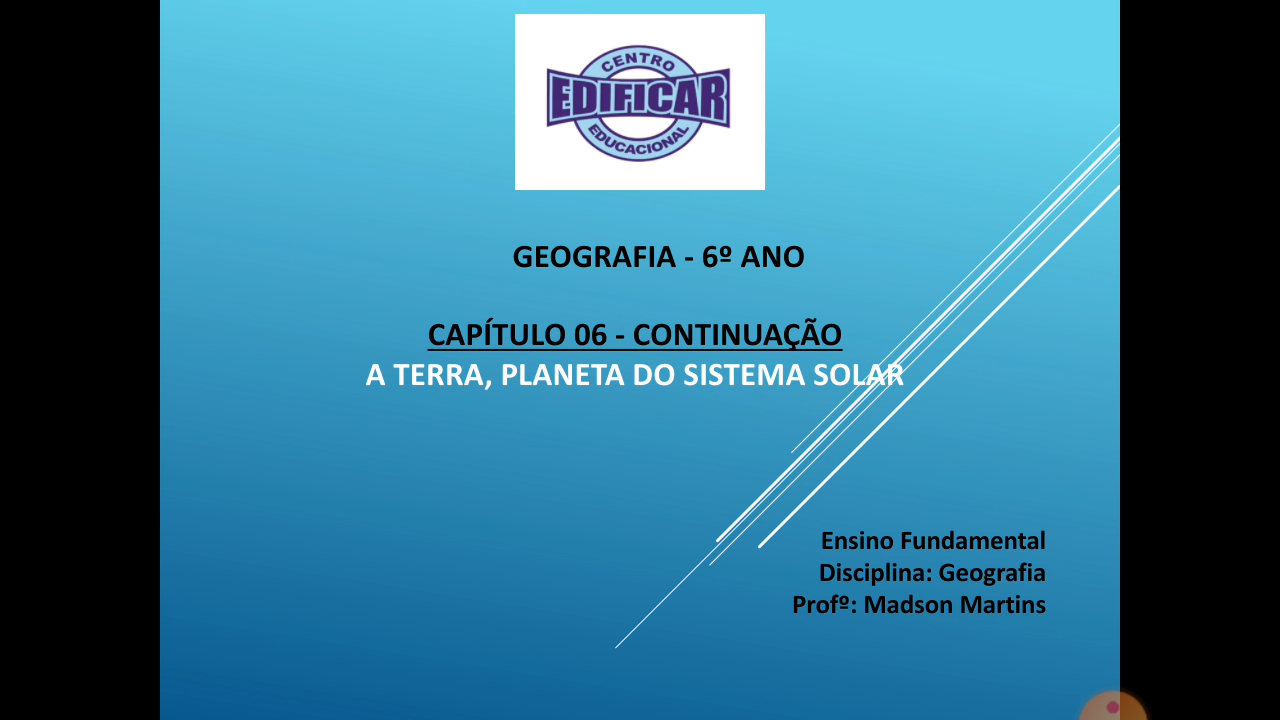 CENTRO
EDIFICAR
EDUCACIONAL
GEOGRAFIA - 6º ANO
CAPÍTULO 06 - CONTINUAÇÃO
A TERRA, PLANETA DO SISTEMA SOLAR
Ensino Fundamental
Disciplina: Geografia
Profº: Madson Martins